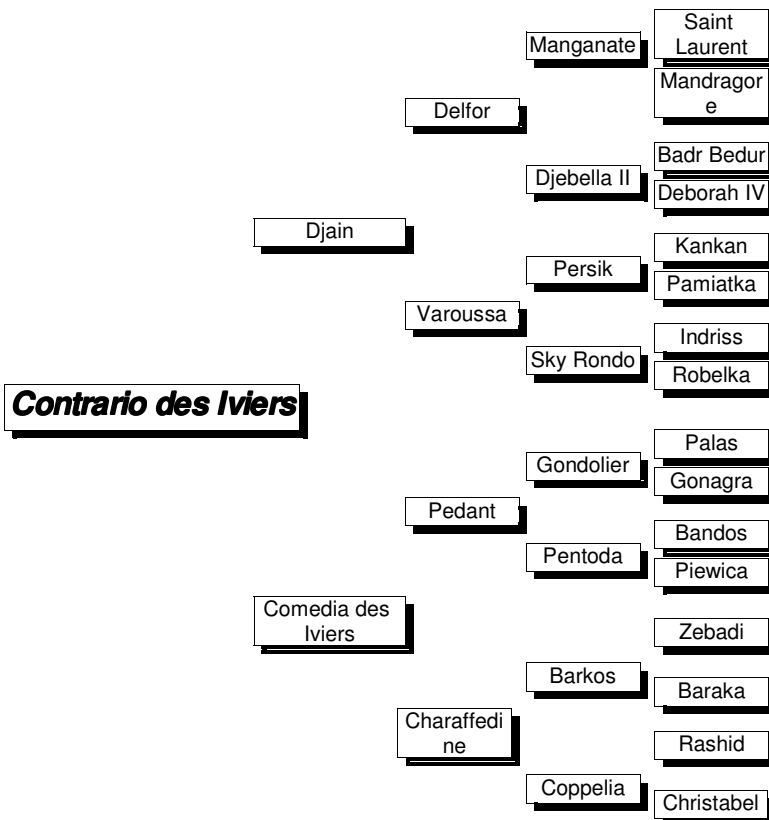 Saint
Laurent
Manganate
Mandragor
e
Delfor
Badr Bedur
Djebella II
Deborah IV
Djain
Kankan
Persik
Pamiatka
Varoussa
Indriss
Sky Rondo
Robelka
Contrario des Iviers
Palas
Gondolier
Gonagra
Pedant
Bandos
Pentoda
Piewica
Comedia des
Iviers
Zebadi
Barkos
Baraka
Charaffedi
ne
Rashid
Coppelia
Christabel